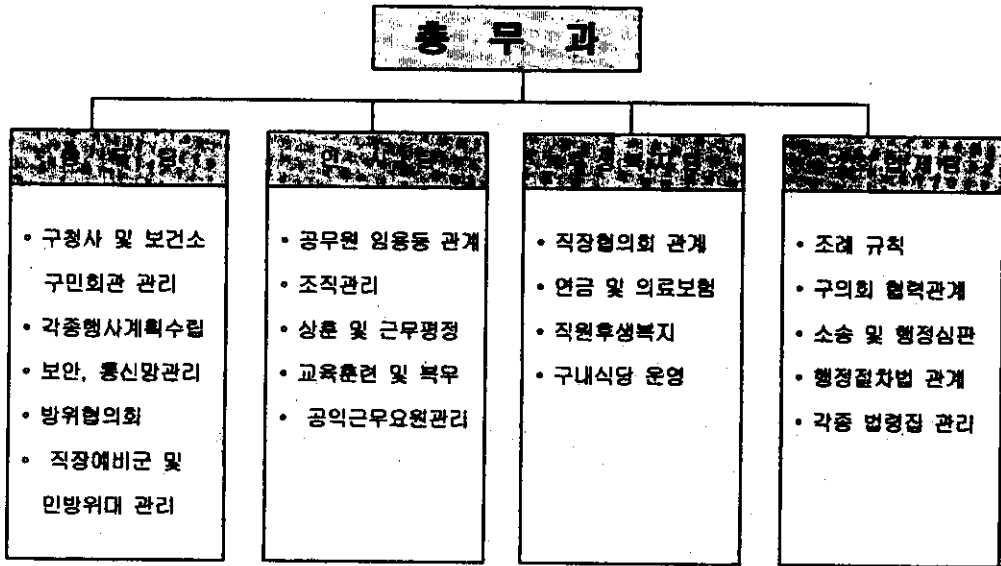 총 무 과
• 구청사 및 보건소
구민회관 관리
• 각종행사계획수립
• 보안, 통신망관리
• 방위협의회
• 직장예비군 및
민방위대 관리
인 사
• 공무원 임용등 관계
• 조직관리
• 상훈 및 근무평정
• 교육훈련 및 복무
• 공익근무요원관리
• 직장협의회 관계
• 연금 및 의료보험
• 직원후생복지
• 구내식당 운영
• 조례 규칙
• 구의회 협력관계
• 소송 및 행정심판
• 행정절차법 관계
• 각종 법령집 관리